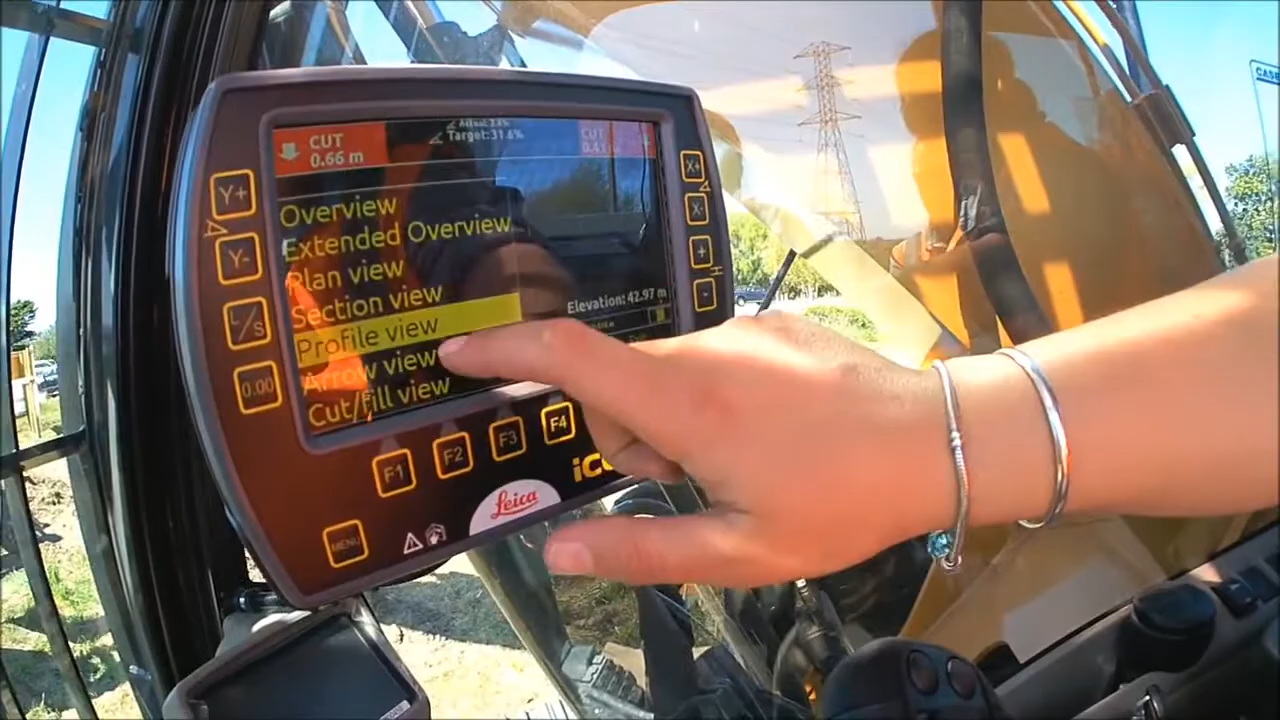 Target:31.6%
CUT
0.66 m
CUT
Overview
Extended Overview
Plan view
Section view
Elevation:42.97 m
Profile view
Arrow view
Cut/fill view
Y+
Y-
L/S
0.00
X+
X-
+
-
H
F1
F2
F3
F4
MENU
Leica
CASE